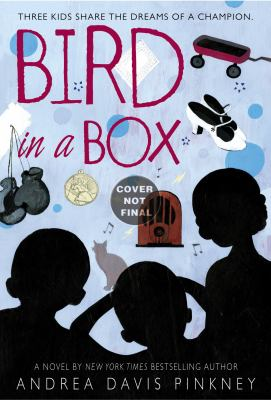 THREE KIDS SHARE THE DREAMS OF A CHAMPION.
BIRD
in a BOX
COVER
NOT
FINAL
A NOVEL BY NEW YORK TIMES BESTSELLING AUTHOR
ANDREA DAVIS PINKNEY